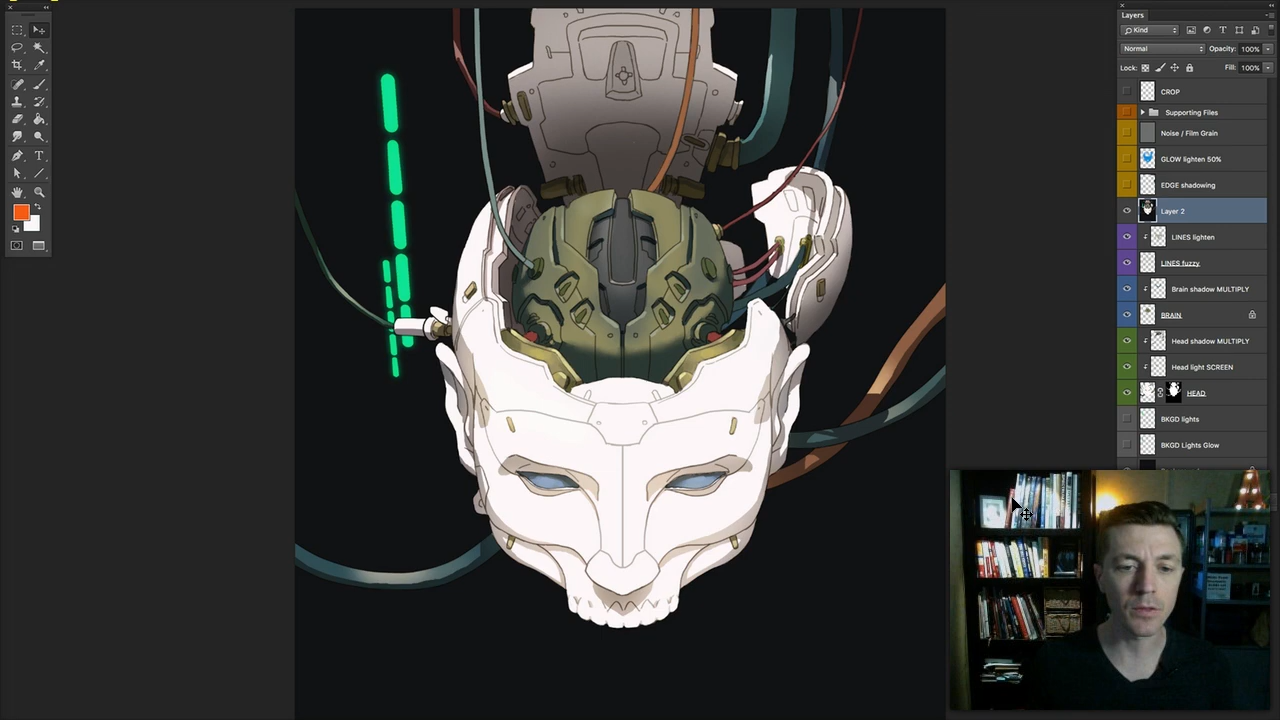 Layers
Kind
Normal
Opacity: 100%
Lock:
Fill: 100%
CROP
Supporting Files
Noise / Film Grain
GLOW lighten 50%
EDGE shadowing
Layer 2
LINES lighten
LINES fuzzy
Brain shadow MULTIPLY
BRAIN
Head shadow MULTIPLY
Head light SCREEN
HEAD
BKGD lights
BKGD Lights Glow